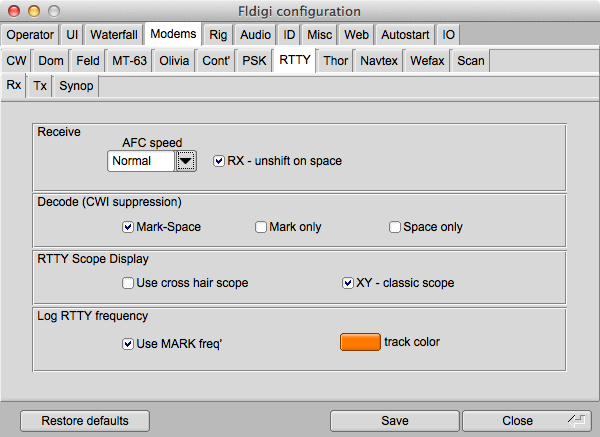 Fldigi configuration
Operator UI Waterfall Modems Rig Audio ID Misc Web Autostart IO
CW Dom Feld MT-63 Olivia Cont' PSK RTTY Thor Navtex Wefax Scan
Rx Tx Synop
Receive
AFC speed
Normal RX - unshift on space
Decode (CWI suppression)
Mark-Space Mark only Space only
RTTY Scope Display
Use cross hair scope XY - classic scope
Log RTTY frequency
Use MARK freq' track color
Restore defaults Save Close